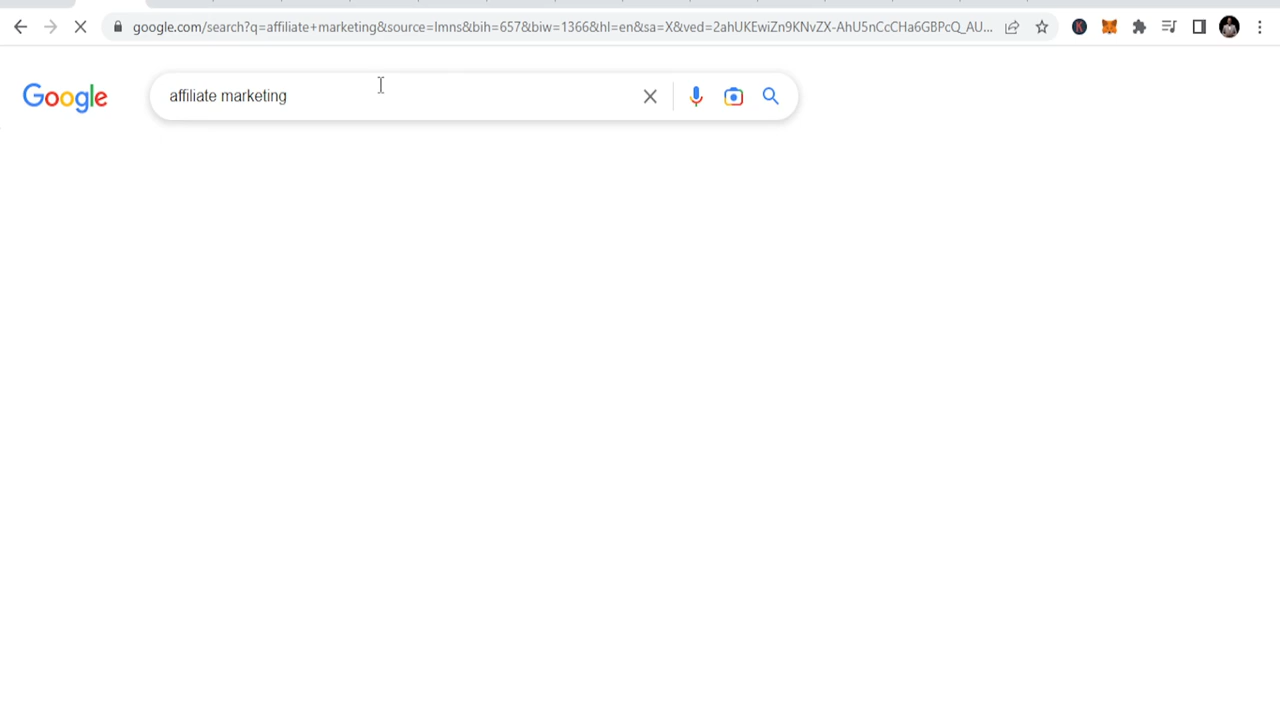 google.com/search?q=affiliate+marketing&source=lmns&bih=657&biw=1366&hl=en&sa=X&ved=2ahUKEwiZn9KNvZX-AhU5nCcCHa6GBPcQ_AU...
Google
affiliate marketing